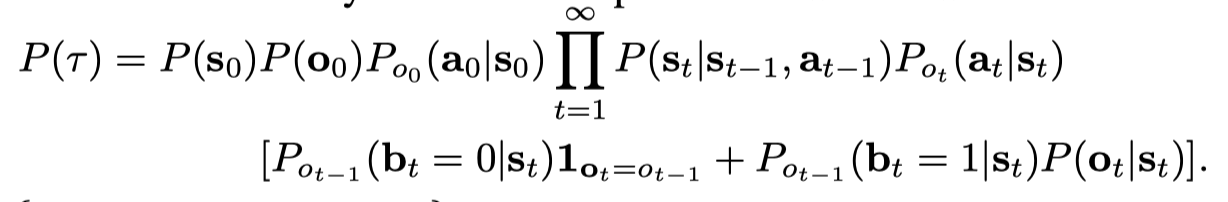 P(τ) = P(s₀)P(o₀)P_{o₀}(a₀|s₀) ∏_{t=1}^{∞} P(s_t|s_{t−1}, a_{t−1})P_{o_t}(a_t|s_t)
[P_{o_{t−1}}(b_t = 0|s_t)1_{o_t=o_{t−1}} + P_{o_{t−1}}(b_t = 1|s_t)P(o_t|s_t)].